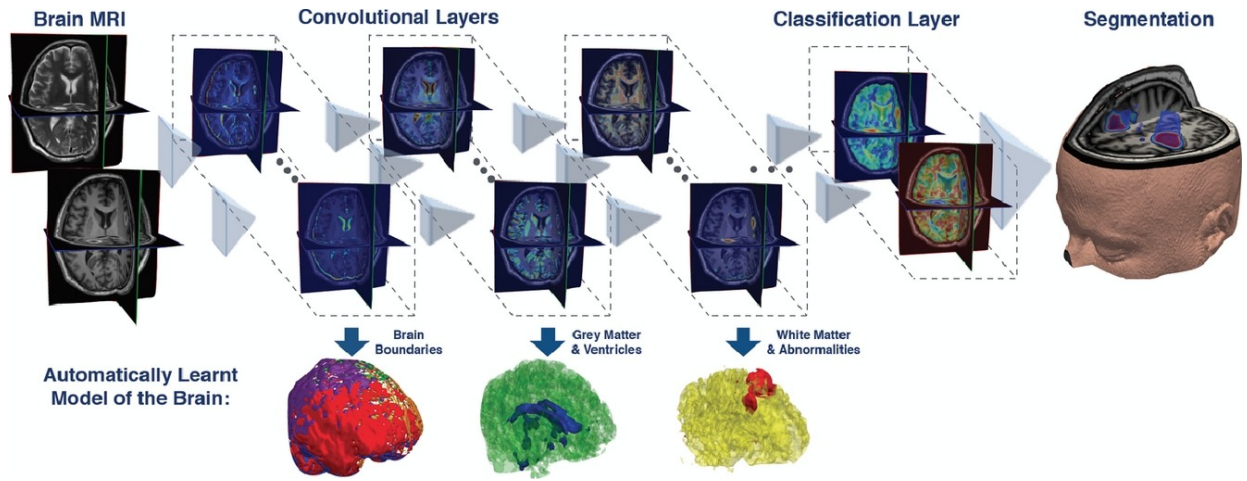 Brain MRI
Convolutional Layers
Classification Layer
Segmentation
Brain
Boundaries
Grey Matter
& Ventricles
White Matter
& Abnormalities
Automatically Learnt
Model of the Brain: